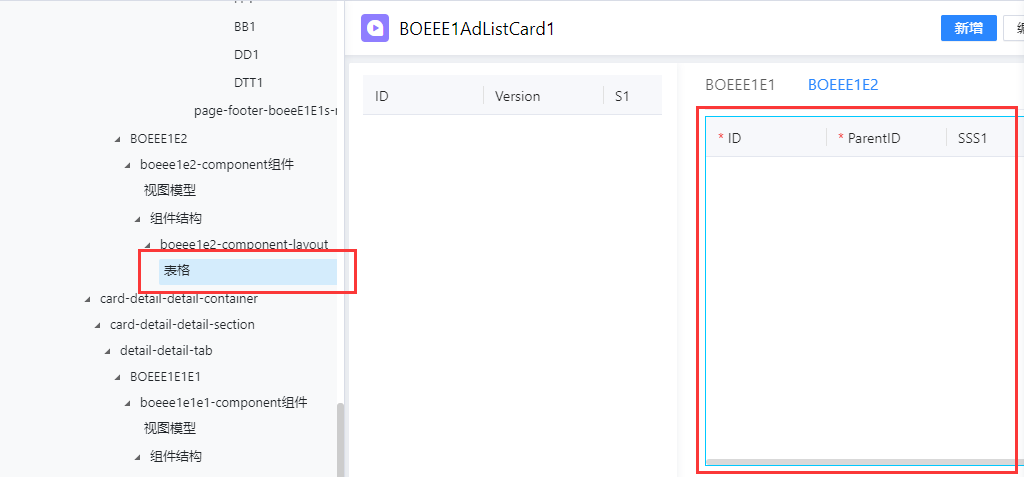 BB1
DD1
DTT1
page-footer-boeeE1E1s-r
BOEEE1E2
boeee1e2-component组件
视图模型
组件结构
boeee1e2-component-layout
表格
card-detail-detail-container
card-detail-detail-section
detail-detail-tab
BOEEE1E1E1
boeee1e1e1-component组件
视图模型
组件结构
BOEEE1AdListCard1
新增
ID
Version
S1
BOEEE1E1
BOEEE1E2
* ID
* ParentID
SSS1